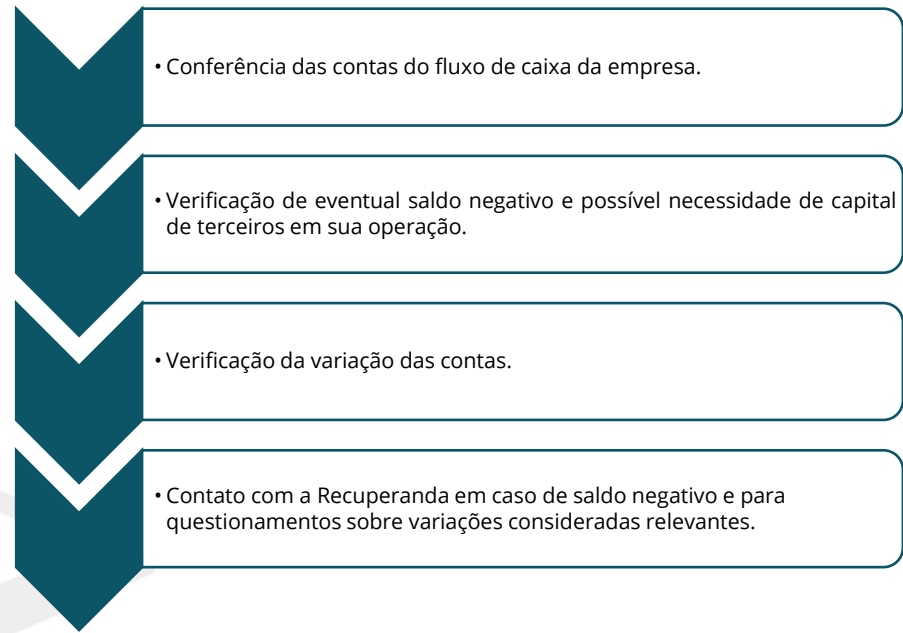 • Conferência das contas do fluxo de caixa da empresa.
• Verificação de eventual saldo negativo e possível necessidade de capital
de terceiros em sua operação.
• Verificação da variação das contas.
• Contato com a Recuperanda em caso de saldo negativo e para
questionamentos sobre variações consideradas relevantes.